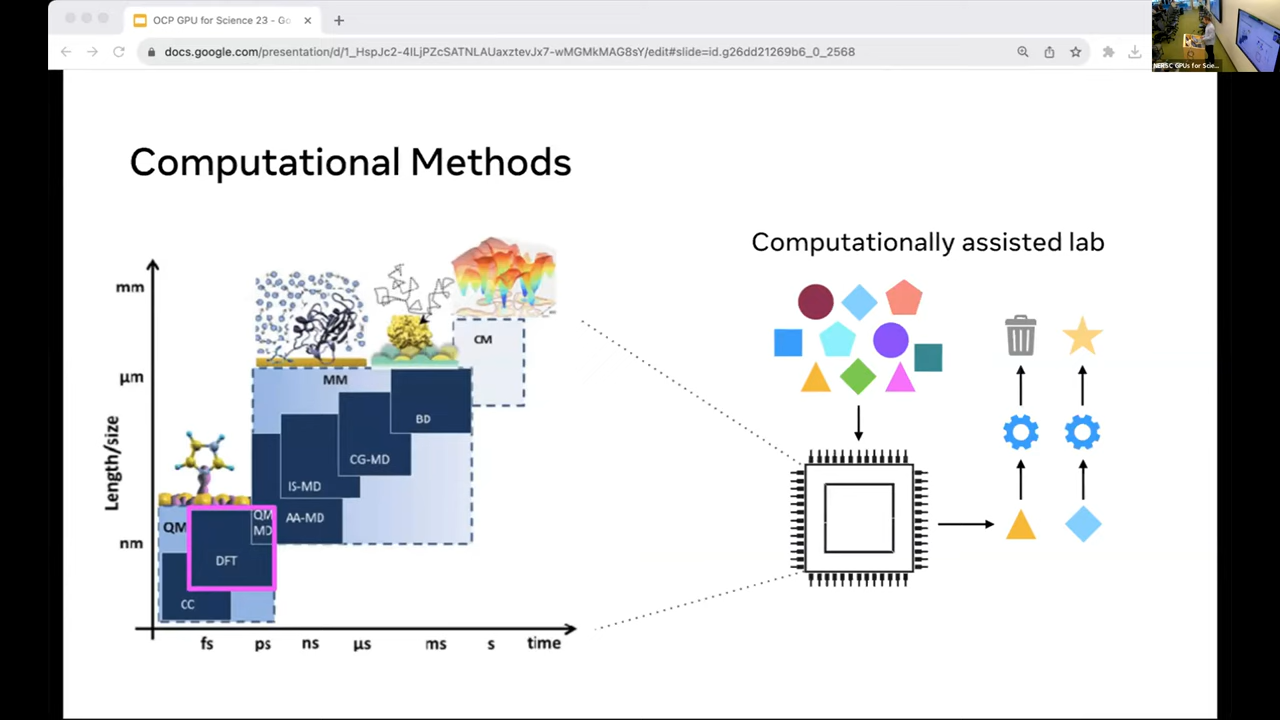 OCP GPU for Science 23 - Go
docs.google.com/presentation/d/1_HspJc2-4ILjPZcSATNLAUaxztevJx7-wMGMkMAG8sY/edit#slide=id.g26dd21269b6_0_2568
NERSC GPUs for Scie...
Computational Methods
Computationally assisted lab
mm
μm
nm
Length/size
CM
MM
BD
CG-MD
IS-MD
AA-MD
QM
MD
QM
DFT
CC
fs ps ns μs ms s time